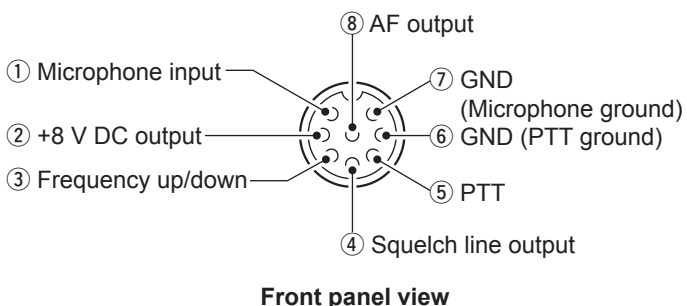 ⑧ AF output
① Microphone input
⑦ GND
(Microphone ground)
② +8 V DC output
⑥ GND (PTT ground)
③ Frequency up/down
⑤ PTT
④ Squelch line output
Front panel view